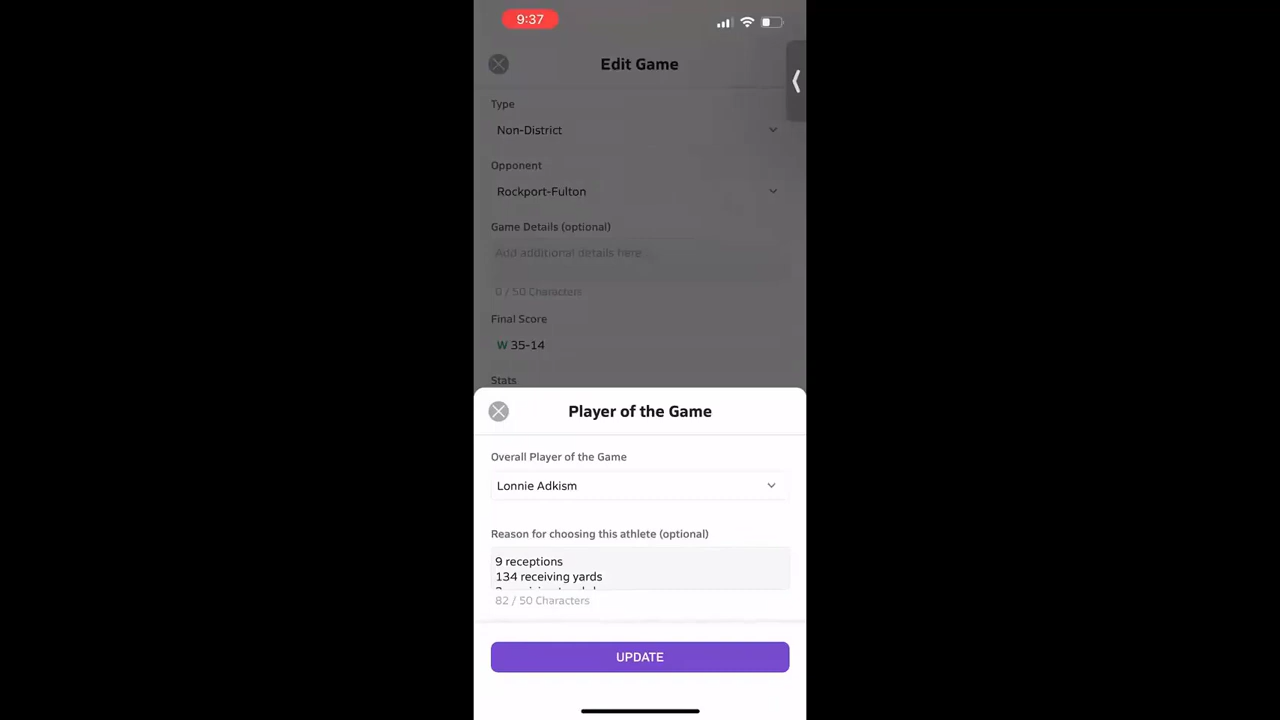 9:37
Edit Game
Type
Non-District
Opponent
Rockport-Fulton
Game Details (optional)
Add additional details here
0 / 50 Characters
Final Score
W 35-14
Stats
Player of the Game
Overall Player of the Game
Lonnie Adkism
Reason for choosing this athlete (optional)
9 receptions
134 receiving yards
82 / 50 Characters
UPDATE